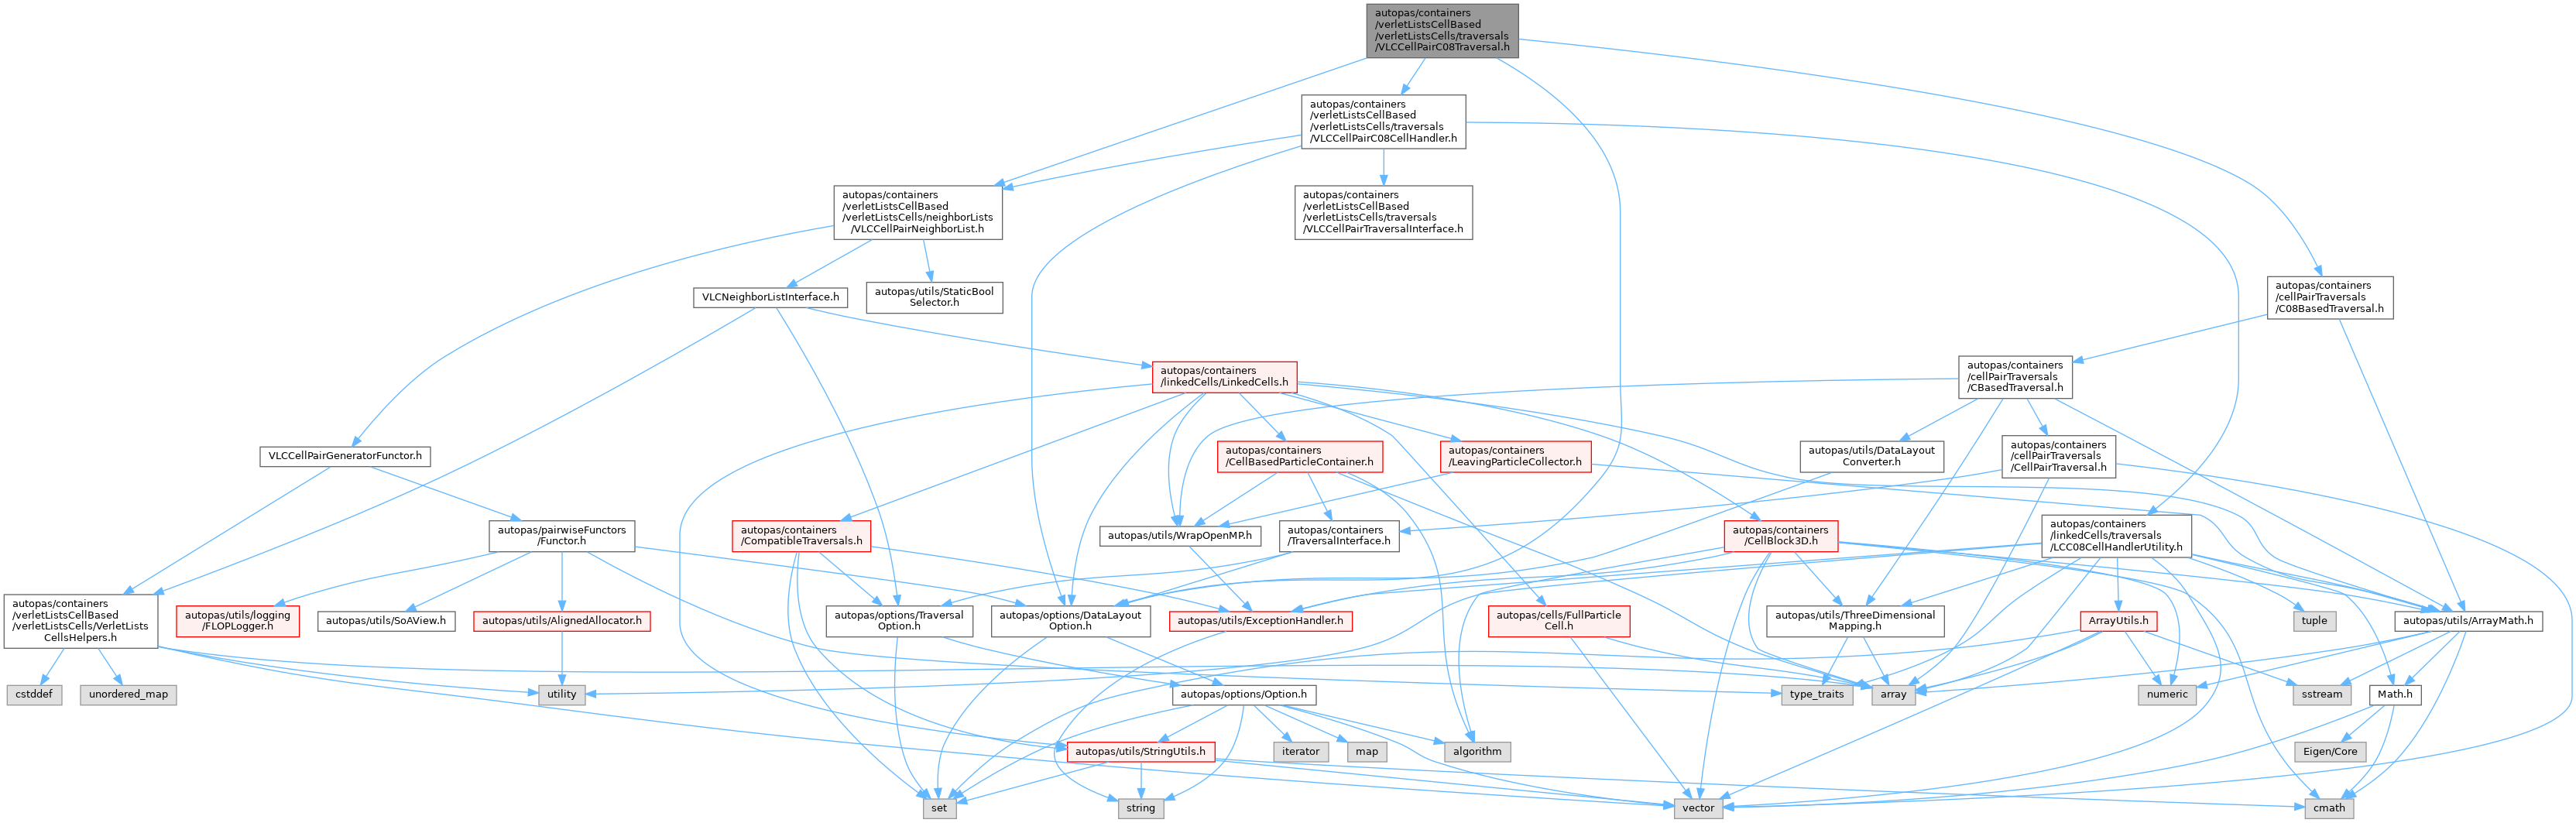 autopas/containers
/verletListsCellBased
/verletListsCells/traversals
/VLCCellPairC08Traversal.h
autopas/containers
/verletListsCellBased
/verletListsCells/traversals
/VLCCellPairC08CellHandler.h
autopas/containers
/verletListsCellBased
/verletListsCells/neighborLists
/VLCCellPairNeighborList.h
autopas/containers
/verletListsCellBased
/verletListsCells/traversals
/VLCCellPairTraversalInterface.h
autopas/containers
/cellPairTraversals
/C08BasedTraversal.h
VLCNeighborListInterface.h
autopas/utils/StaticBool
Selector.h
autopas/containers
/linkedCells/LinkedCells.h
autopas/containers
/cellPairTraversals
/CBasedTraversal.h
VLCCellPairGeneratorFunctor.h
autopas/containers
/CellBasedParticleContainer.h
autopas/containers
/LeavingParticleCollector.h
autopas/utils/DataLayout
Converter.h
autopas/containers
/cellPairTraversals
/CellPairTraversal.h
autopas/pairwiseFunctors
/Functor.h
autopas/containers
/CompatibleTraversals.h
autopas/utils/WrapOpenMP.h
autopas/containers
/TraversalInterface.h
autopas/containers
/CellBlock3D.h
autopas/containers
/linkedCells/traversals
/LCC08CellHandlerUtility.h
autopas/containers
/verletListsCellBased
/verletListsCells/VerletLists
CellsHelpers.h
autopas/utils/logging
/FLOPLogger.h
autopas/utils/SoAView.h
autopas/utils/AlignedAllocator.h
autopas/options/Traversal
Option.h
autopas/options/DataLayout
Option.h
autopas/utils/ExceptionHandler.h
autopas/cells/FullParticle
Cell.h
autopas/utils/ThreeDimensional
Mapping.h
ArrayUtils.h
tuple
autopas/utils/ArrayMath.h
cstddef
unordered_map
utility
autopas/options/Option.h
type_traits
array
numeric
sstream
Math.h
autopas/utils/StringUtils.h
iterator
map
algorithm
Eigen/Core
set
string
vector
cmath